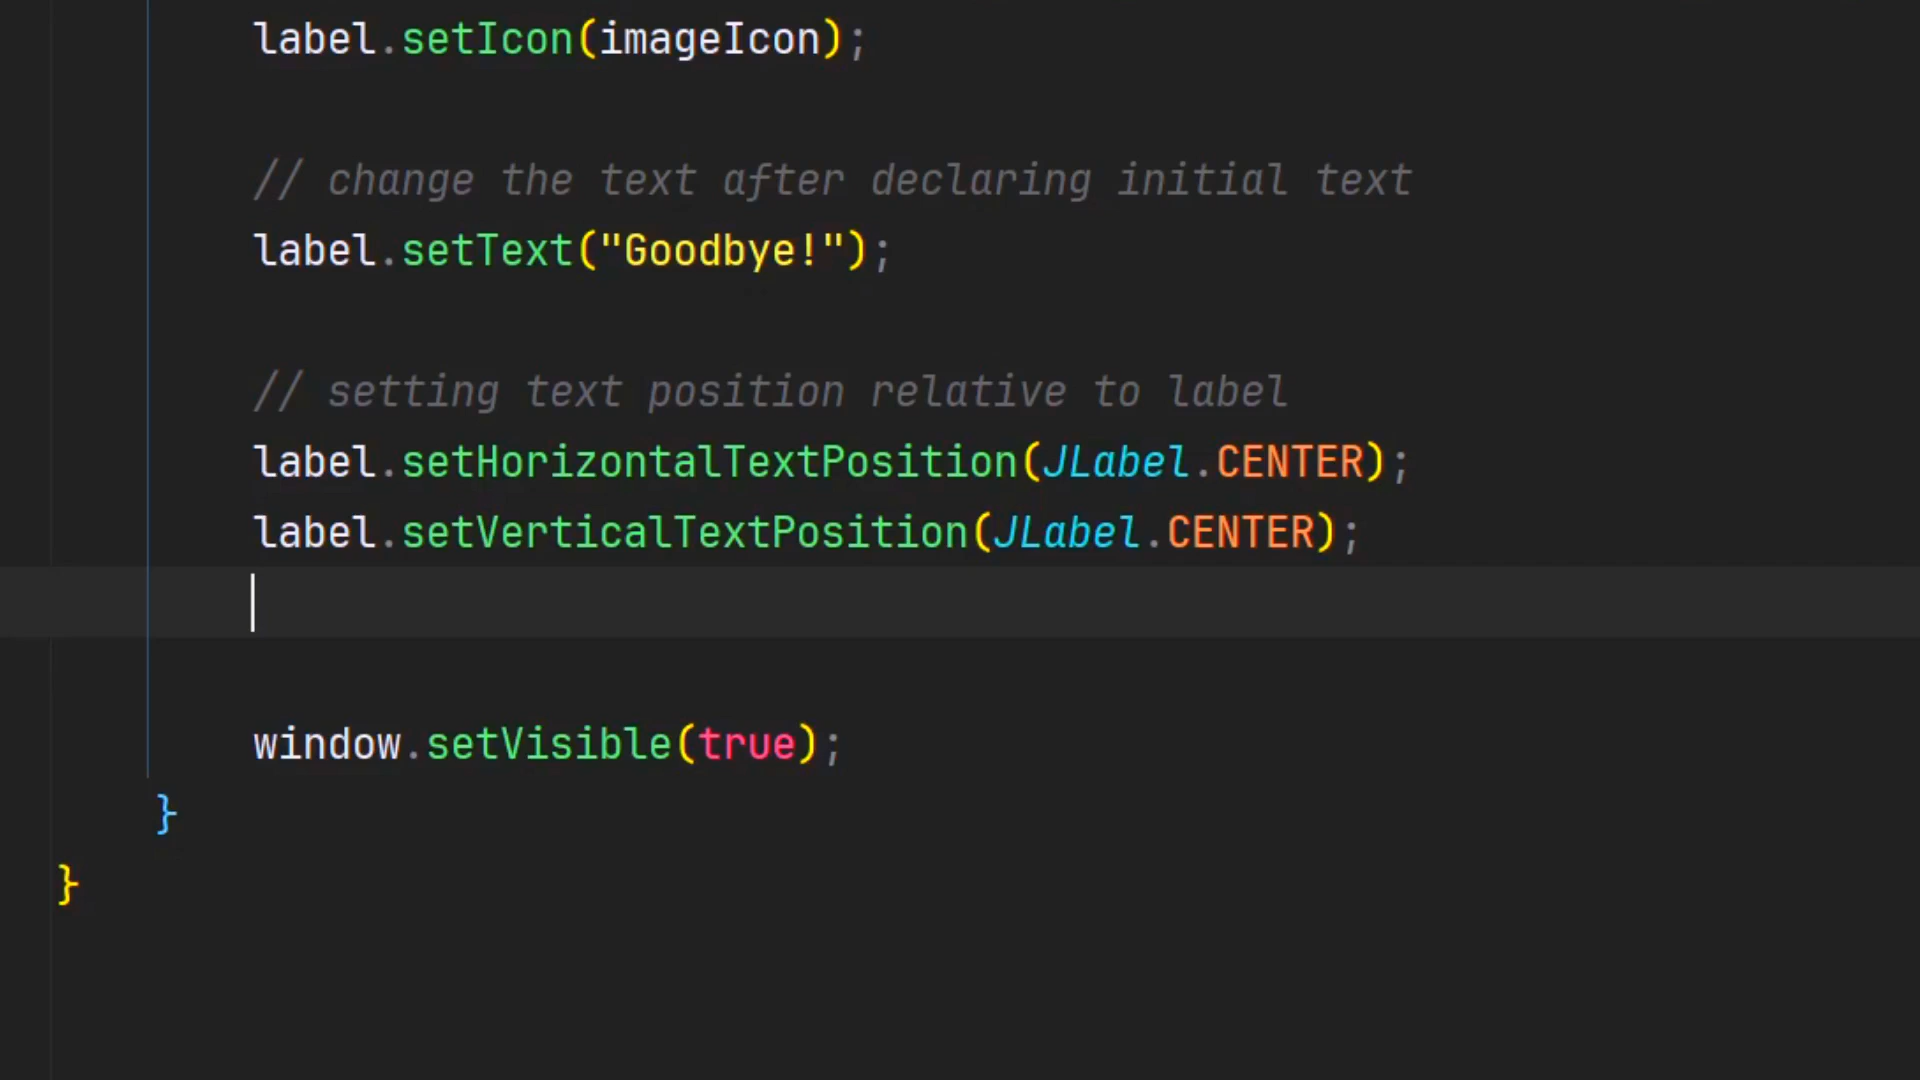 label.setIcon(imageIcon);
// change the text after declaring initial text
label.setText("Goodbye!");
// setting text position relative to label
label.setHorizontalTextPosition(JLabel.CENTER);
label.setVerticalTextPosition(JLabel.CENTER);
window.setVisible(true);
}
}